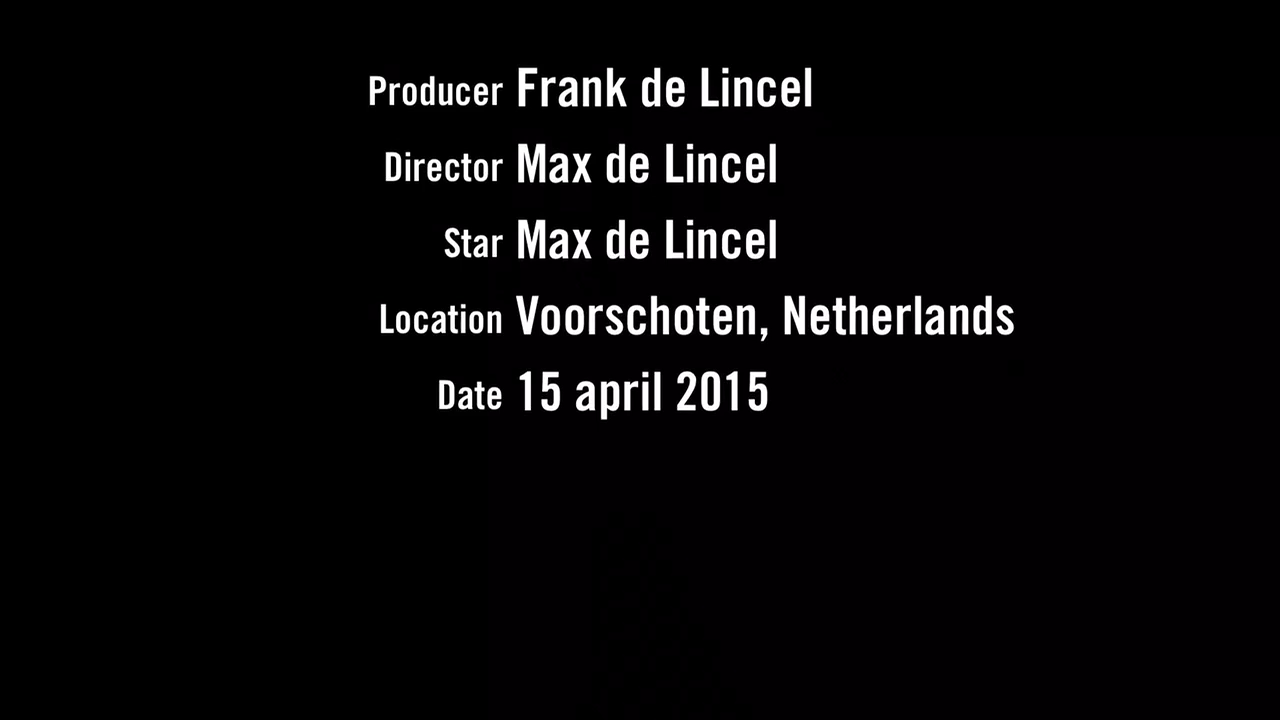 Producer Frank de Lincel
Director Max de Lincel
Star Max de Lincel
Location Voorschoten, Netherlands
Date 15 april 2015